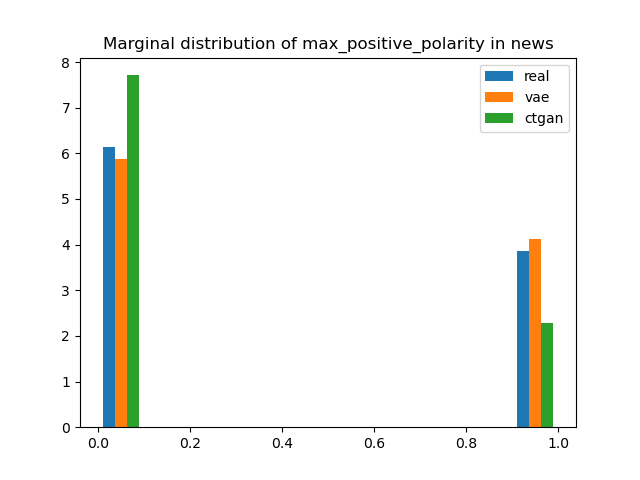 Marginal distribution of max_positive_polarity in news
8
7
6
5
4
3
2
1
0
real
vae
ctgan
0.0 0.2 0.4 0.6 0.8 1.0